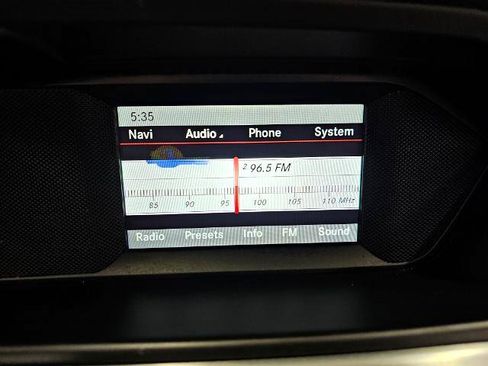 5:35
Navi Audio Phone System
2 96.5 FM
85 90 95 100 105 110 MHz
Radio Presets Info FM Sound